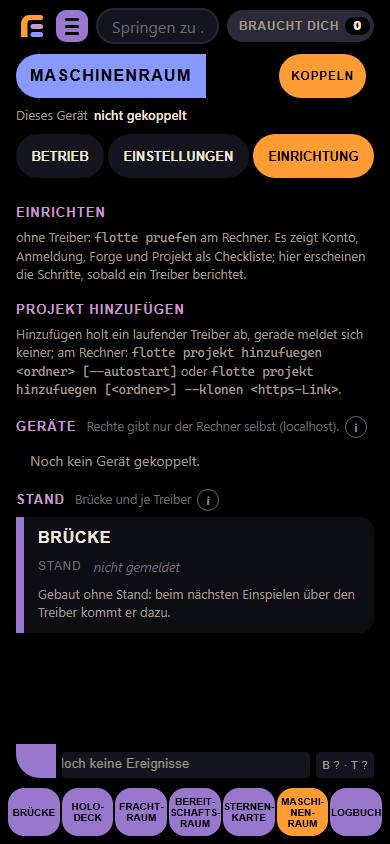 Springen zu .
BRAUCHT DICH 0
MASCHINENRAUM
KOPPELN
Dieses Gerät nicht gekoppelt
BETRIEB
EINSTELLUNGEN
EINRICHTUNG
EINRICHTEN
ohne Treiber: flotte pruefen am Rechner. Es zeigt Konto,
Anmeldung, Forge und Projekt als Checkliste; hier erscheinen
die Schritte, sobald ein Treiber berichtet.
PROJEKT HINZUFÜGEN
Hinzufügen holt ein laufender Treiber ab, gerade meldet sich
keiner; am Rechner: flotte projekt hinzufuegen
<ordner> [--autostart] oder flotte projekt
hinzufuegen [<ordner>] --klonen <https-Link>.
GERÄTE Rechte gibt nur der Rechner selbst (localhost). i
Noch kein Gerät gekoppelt.
STAND Brücke und je Treiber i
BRÜCKE
STAND nicht gemeldet
Gebaut ohne Stand: beim nächsten Einspielen über den
Treiber kommt er dazu.
och keine Ereignisse
B ? · T ?
BRÜCKE
HOLO-
DECK
FRACHT-
RAUM
BEREIT-
SCHAFTS-
RAUM
STERNEN-
KARTE
MASCHI-
NEN-
RAUM
LOGBUCH